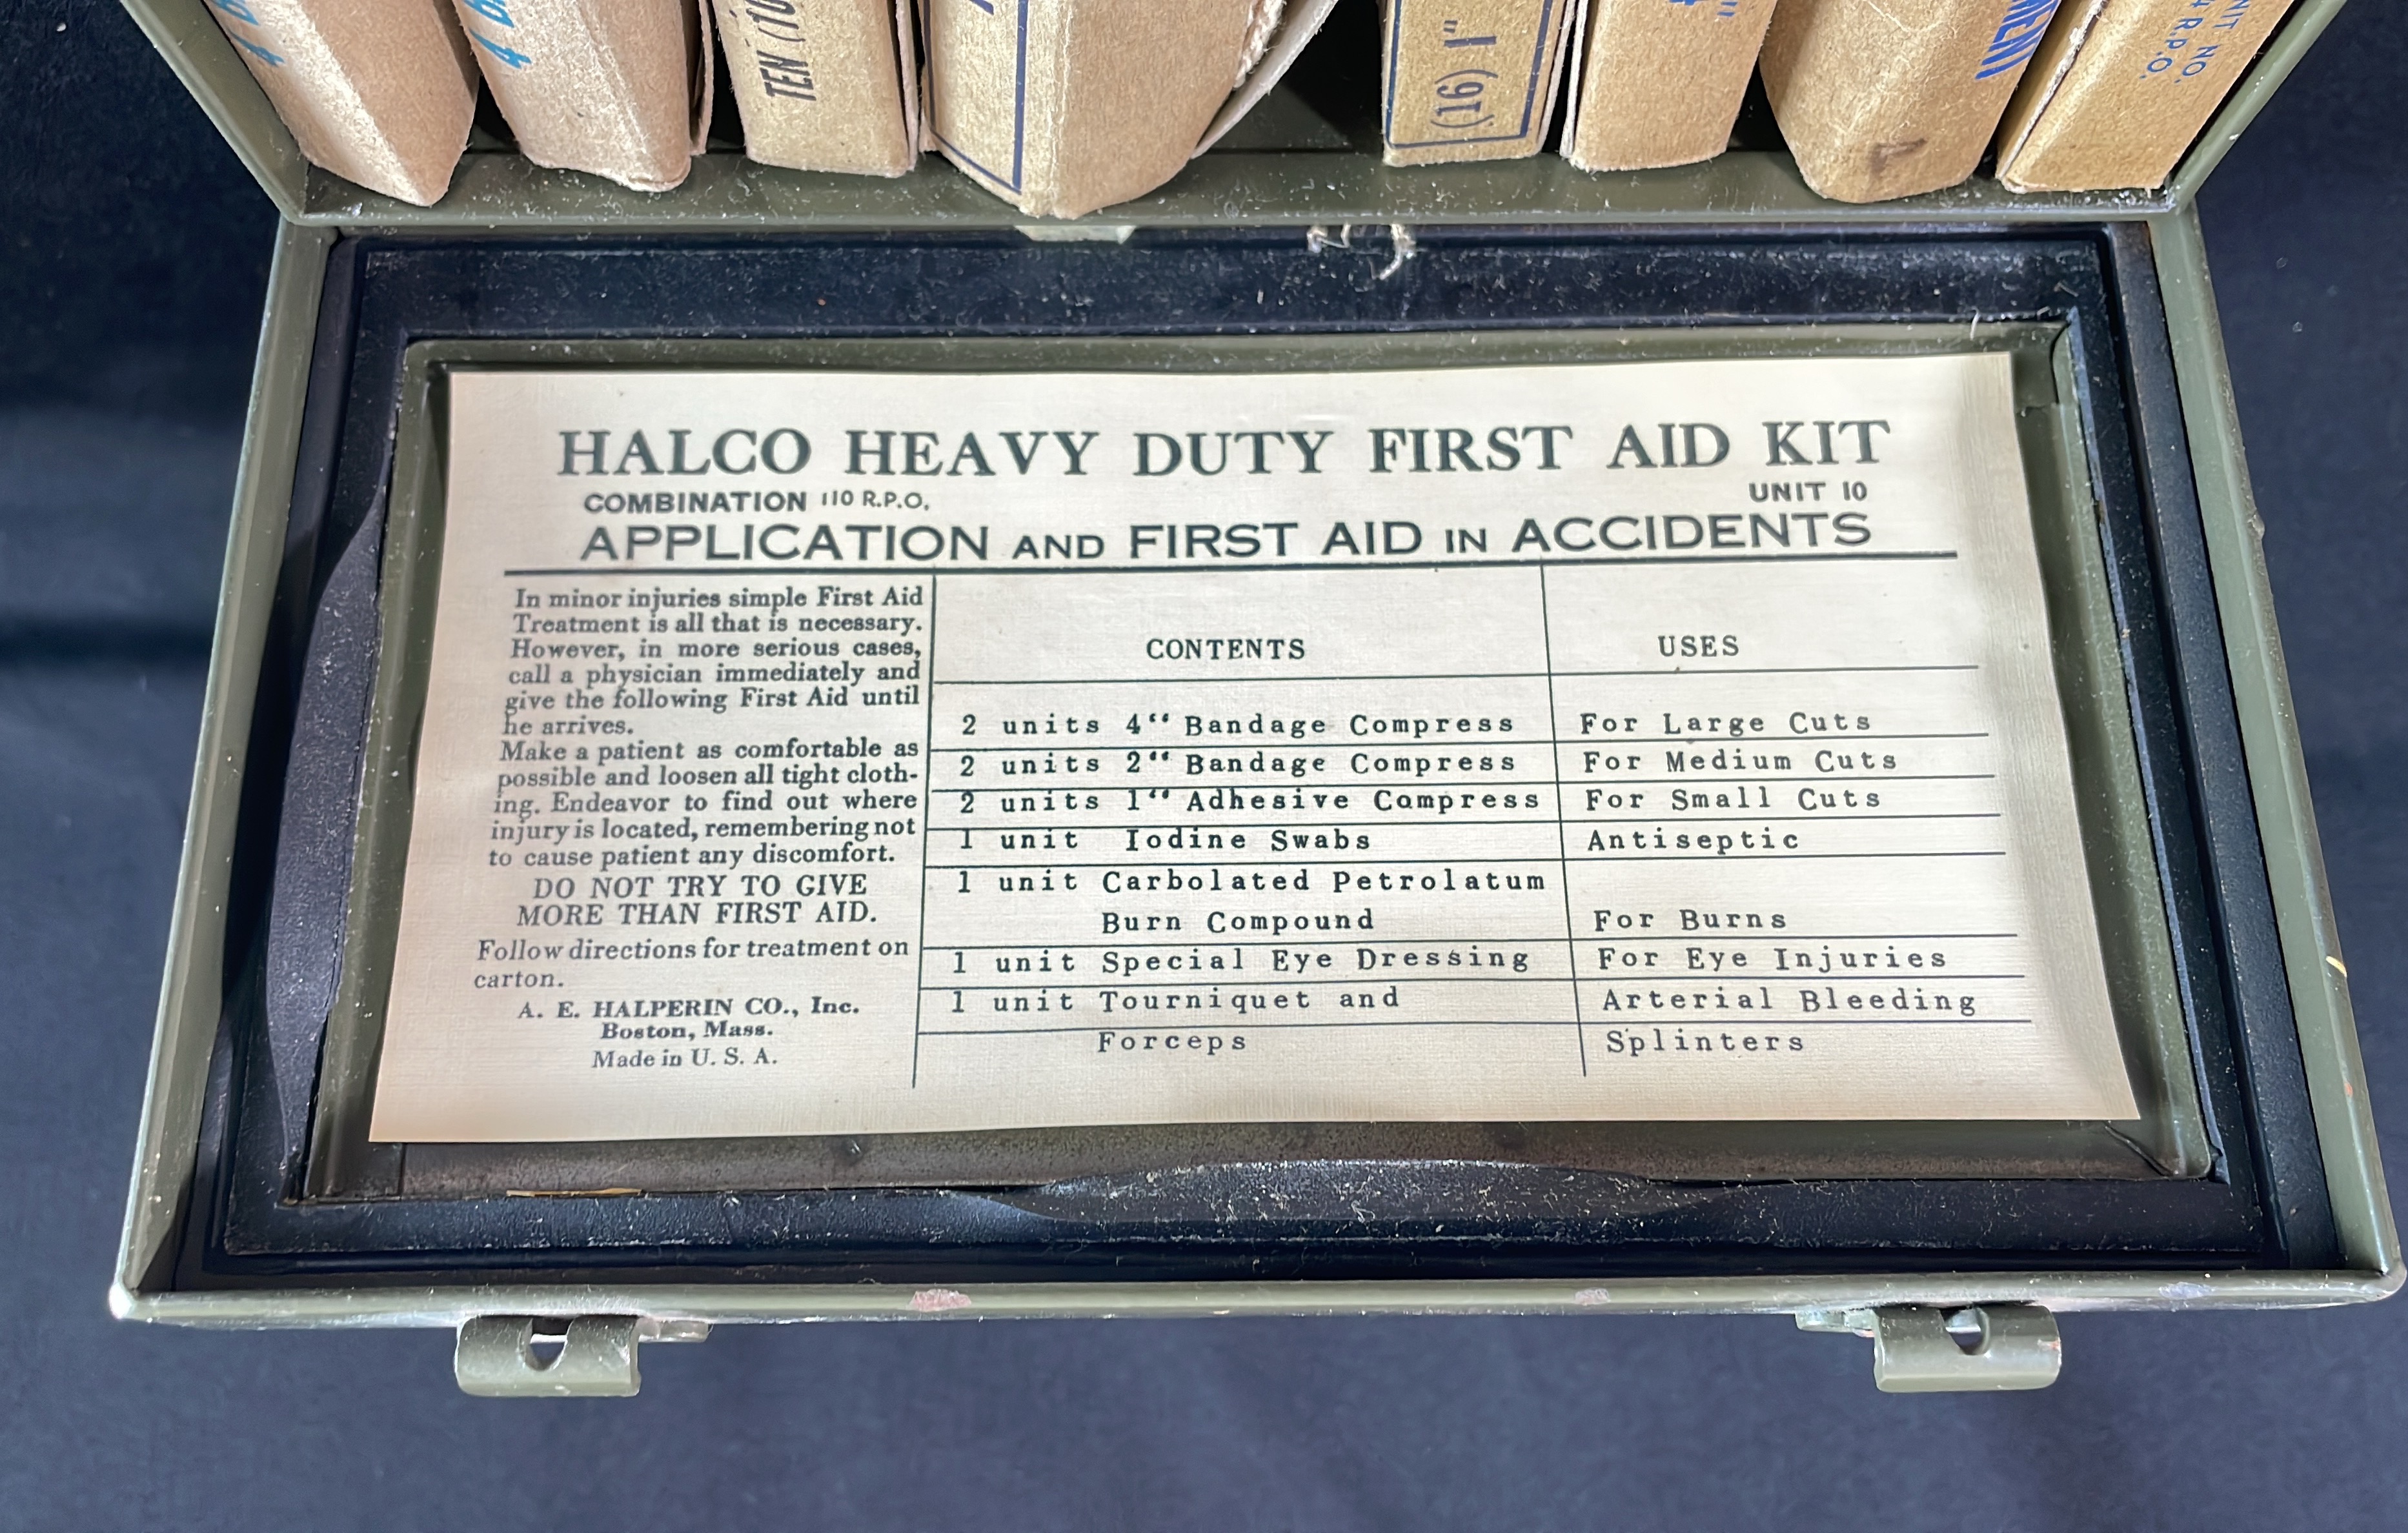 4 B
4 B
TEN (10
(16) 1"
"
MENT
UNIT NO.
4 R.P.O.
HALCO HEAVY DUTY FIRST AID KIT
COMBINATION 110 R.P.O. UNIT 10
APPLICATION AND FIRST AID IN ACCIDENTS
In minor injuries simple First Aid
Treatment is all that is necessary.
However, in more serious cases,
call a physician immediately and
give the following First Aid until
he arrives.
Make a patient as comfortable as
possible and loosen all tight cloth-
ing. Endeavor to find out where
injury is located, remembering not
to cause patient any discomfort.
DO NOT TRY TO GIVE
MORE THAN FIRST AID.
Follow directions for treatment on
carton.
A. E. HALPERIN CO., Inc.
Boston, Mass.
Made in U. S. A.
CONTENTS USES
2 units 4" Bandage Compress For Large Cuts
2 units 2" Bandage Compress For Medium Cuts
2 units 1" Adhesive Compress For Small Cuts
1 unit Iodine Swabs Antiseptic
1 unit Carbolated Petrolatum
Burn Compound For Burns
1 unit Special Eye Dressing For Eye Injuries
1 unit Tourniquet and Arterial Bleeding
Forceps Splinters